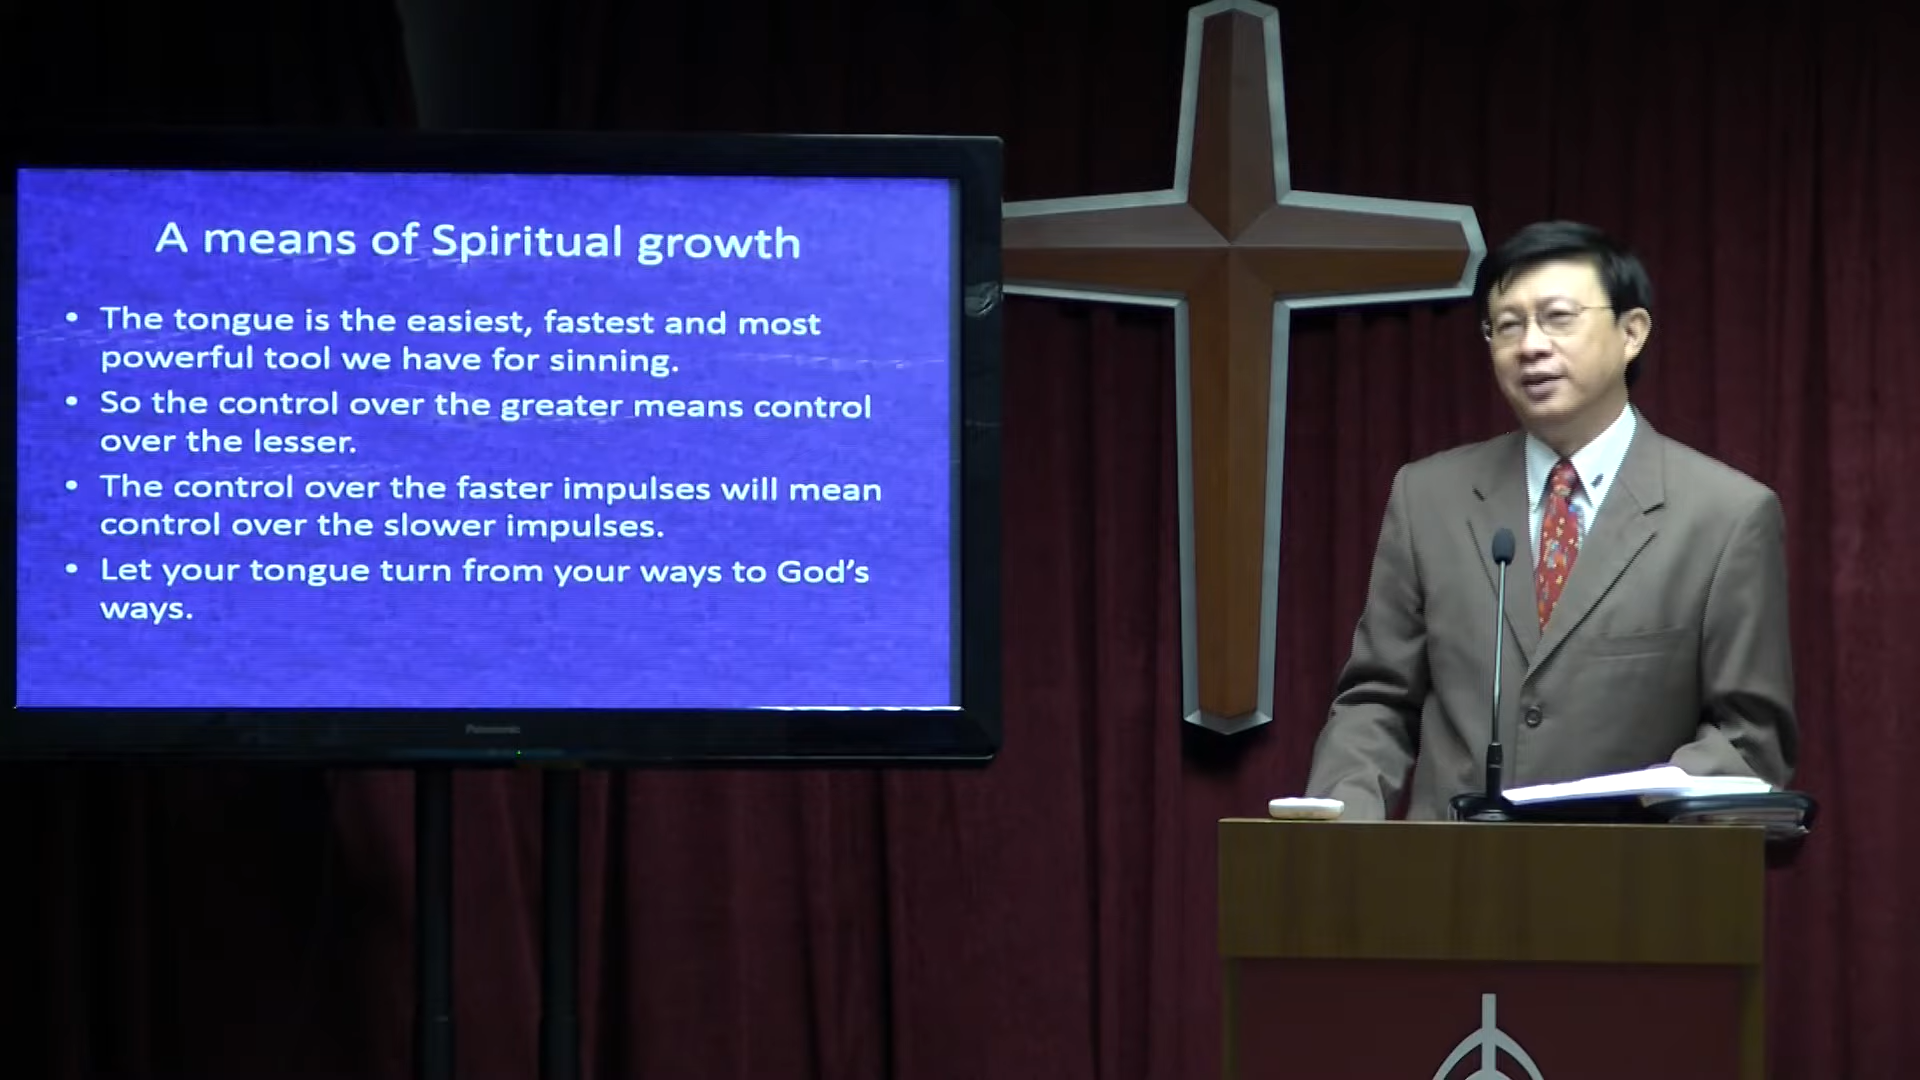 A means of Spiritual growth
• The tongue is the easiest, fastest and most
powerful tool we have for sinning.
• So the control over the greater means control
over the lesser.
• The control over the faster impulses will mean
control over the slower impulses.
• Let your tongue turn from your ways to God's
ways.
Panasonic